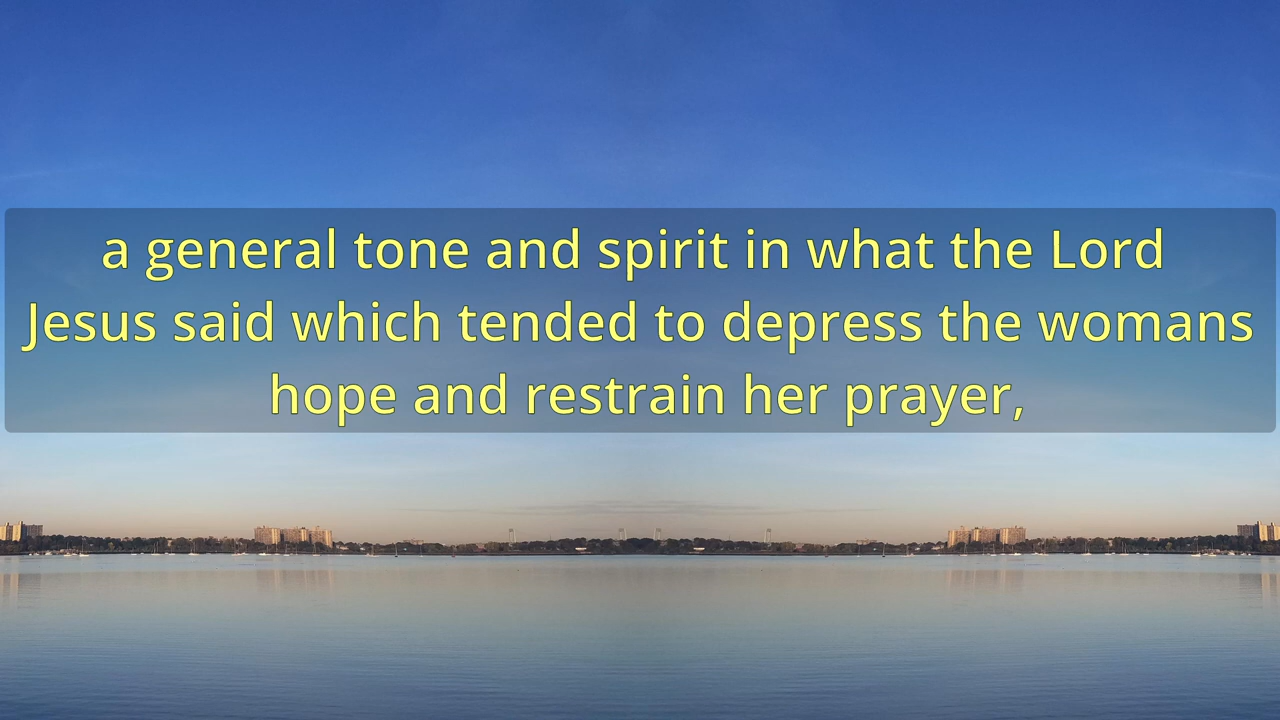 a general tone and spirit in what the Lord
Jesus said which tended to depress the womans
hope and restrain her prayer,